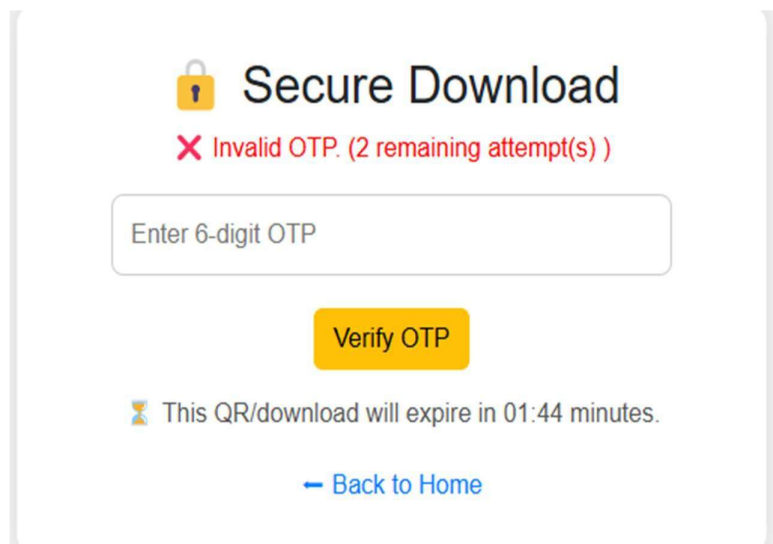 🔒 Secure Download
❌ Invalid OTP. (2 remaining attempt(s) )
Enter 6-digit OTP
Verify OTP
⏳ This QR/download will expire in 01:44 minutes.
⬅ Back to Home